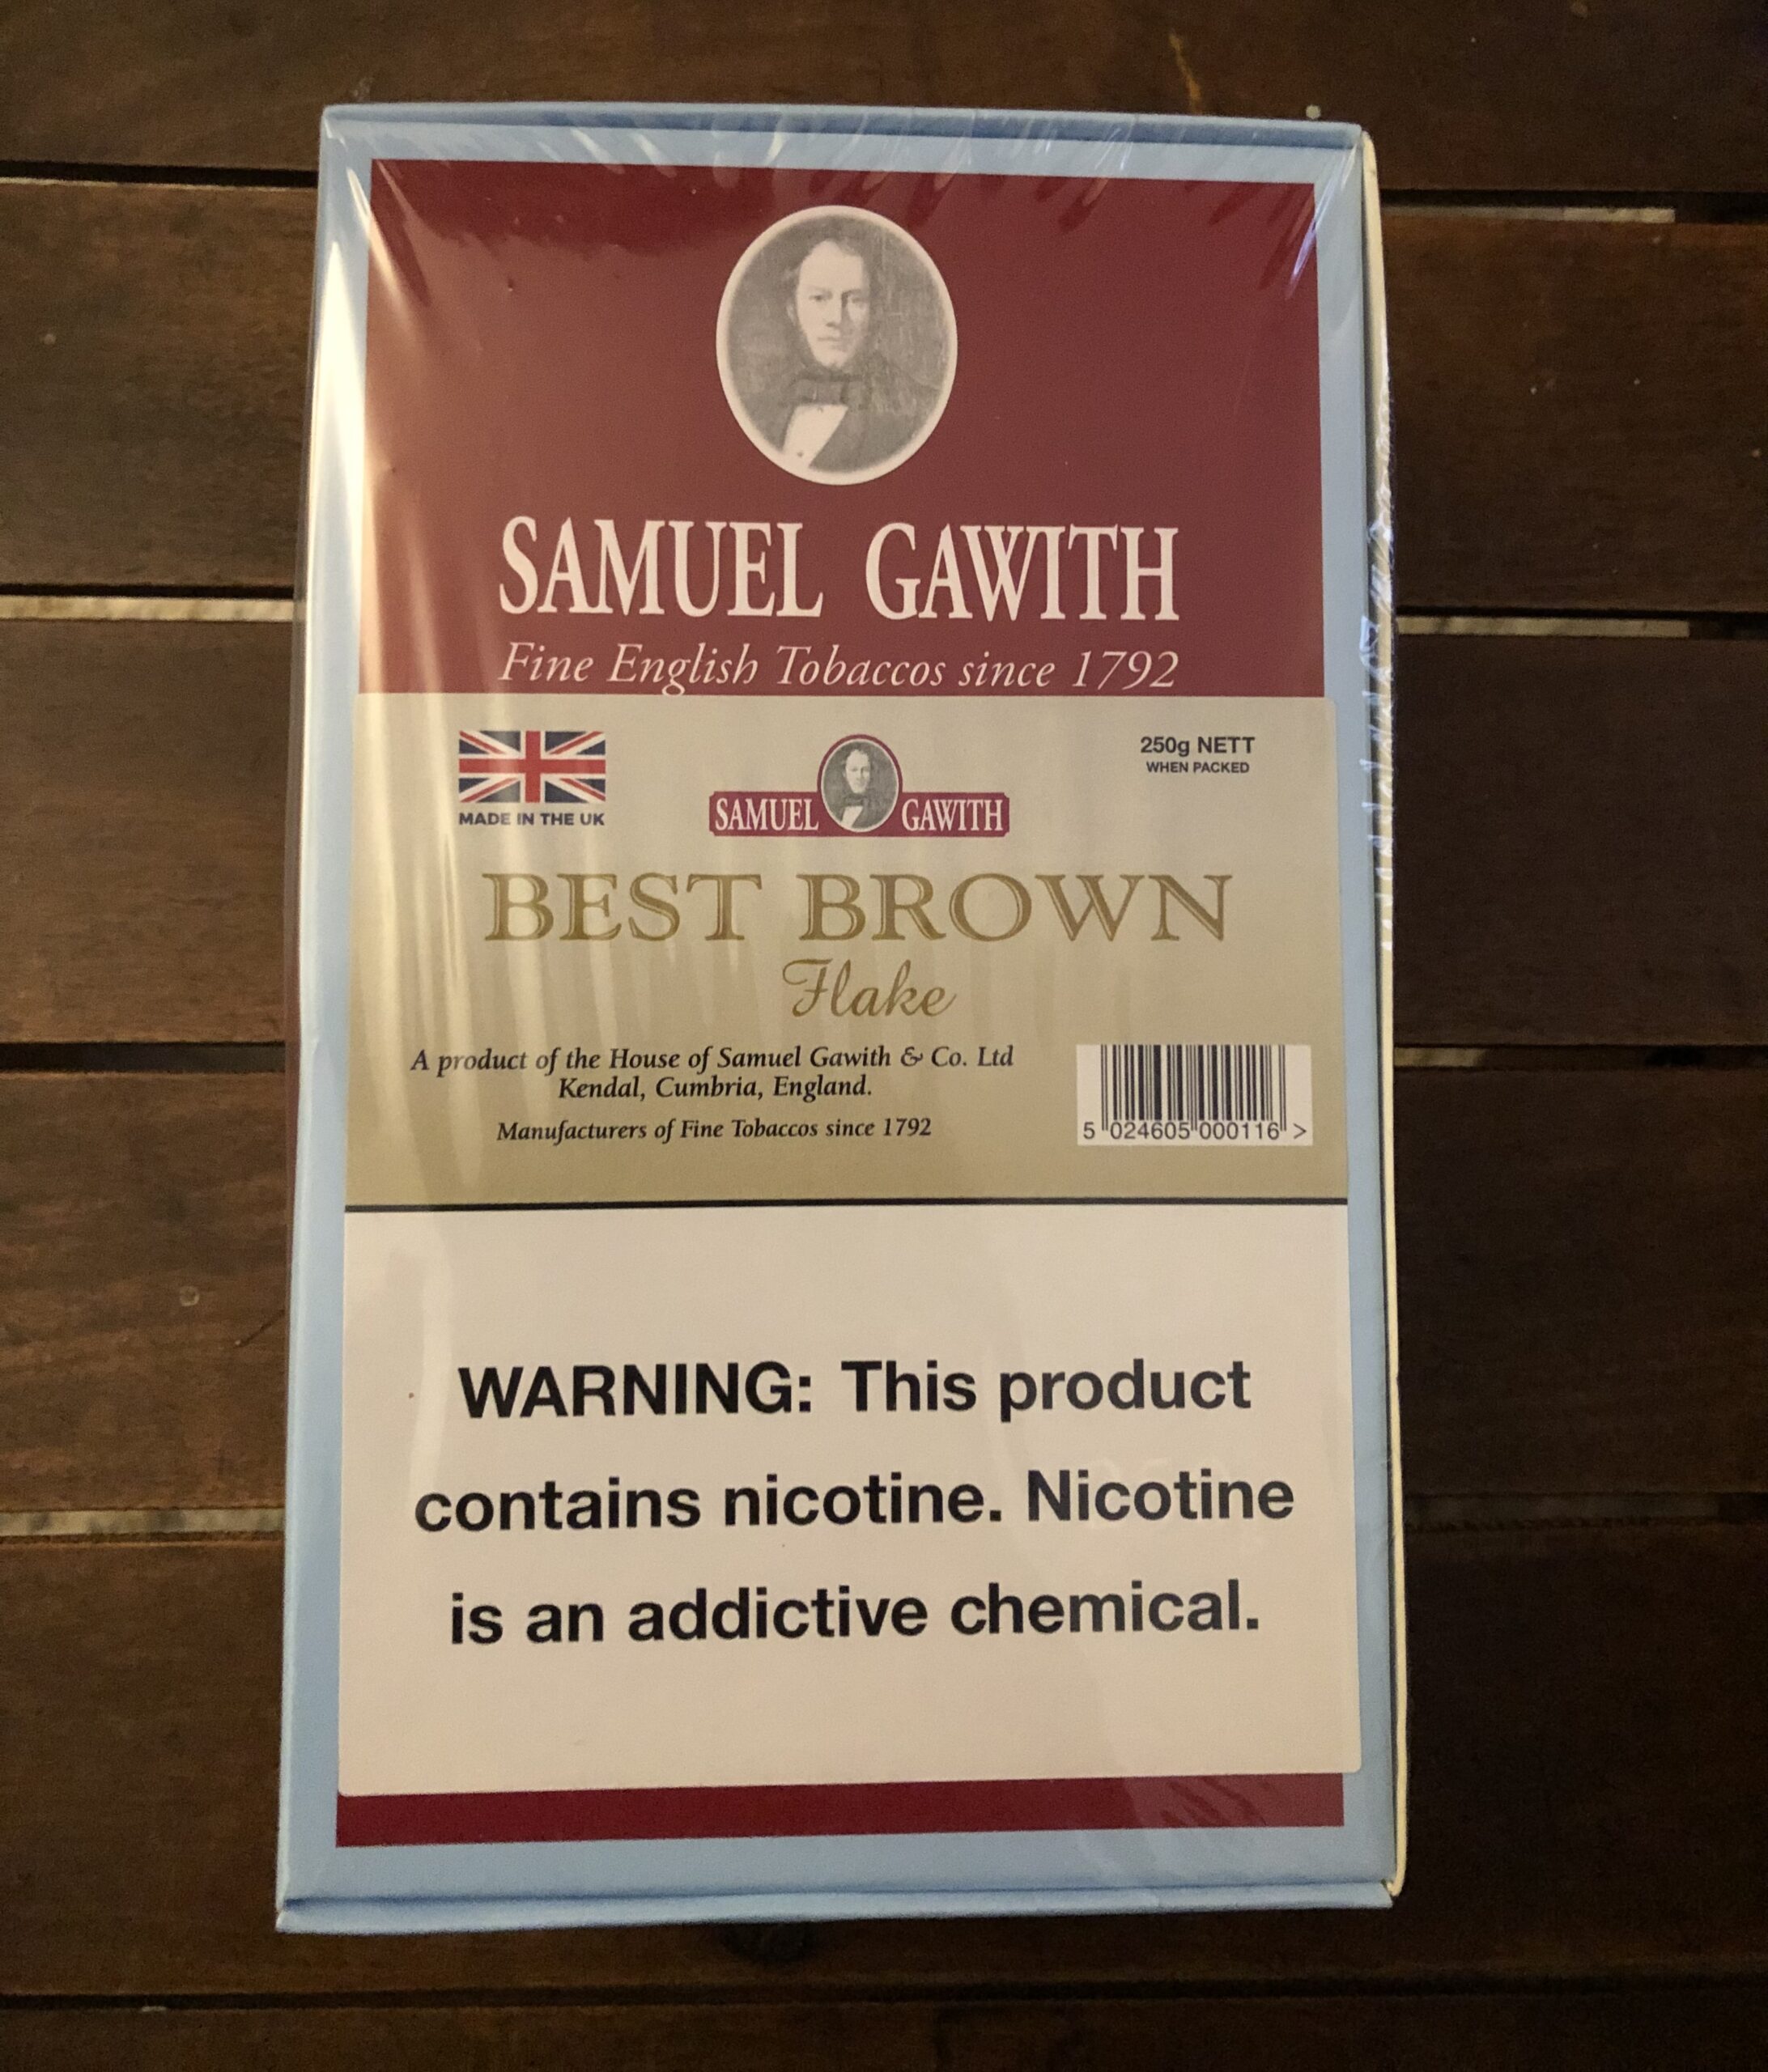 SAMUEL GAWITH
Fine English Tobaccos since 1792
MADE IN THE UK
SAMUEL GAWITH
250g NETT
WHEN PACKED
BEST BROWN
Flake
A product of the House of Samuel Gawith & Co. Ltd
Kendal, Cumbria, England.
Manufacturers of Fine Tobaccos since 1792
5 024605 000116 >
WARNING: This product
contains nicotine. Nicotine
is an addictive chemical.